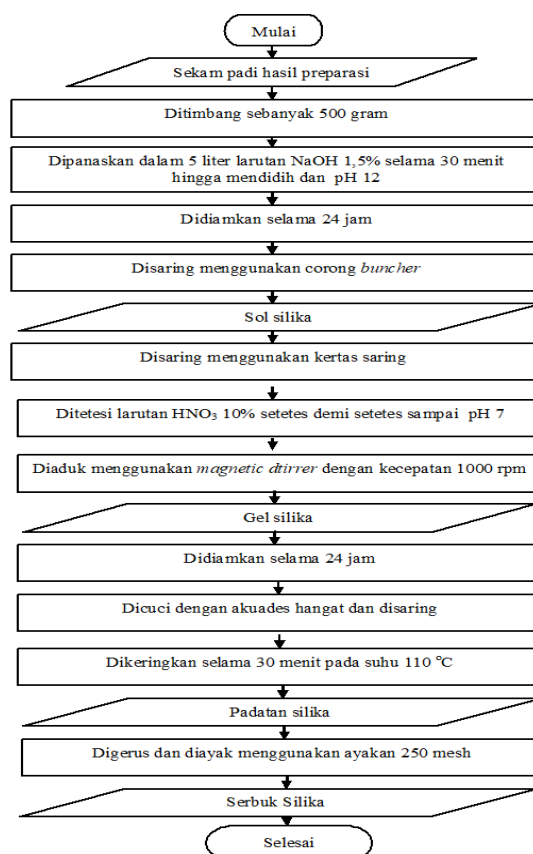 Mulai
Sekam padi hasil preparasi
Ditimbang sebanyak 500 gram
Dipanaskan dalam 5 liter larutan NaOH 1,5% selama 30 menit
hingga mendidih dan pH 12
Didiamkan selama 24 jam
Disaring menggunakan corong buncher
Sol silika
Disaring menggunakan kertas saring
Ditetesi larutan HNO₃ 10% setetes demi setetes sampai pH 7
Diaduk menggunakan magnetic dtirrer dengan kecepatan 1000 rpm
Gel silika
Didiamkan selama 24 jam
Dicuci dengan akuades hangat dan disaring
Dikeringkan selama 30 menit pada suhu 110 °C
Padatan silika
Digerus dan diayak menggunakan ayakan 250 mesh
Serbuk Silika
Selesai